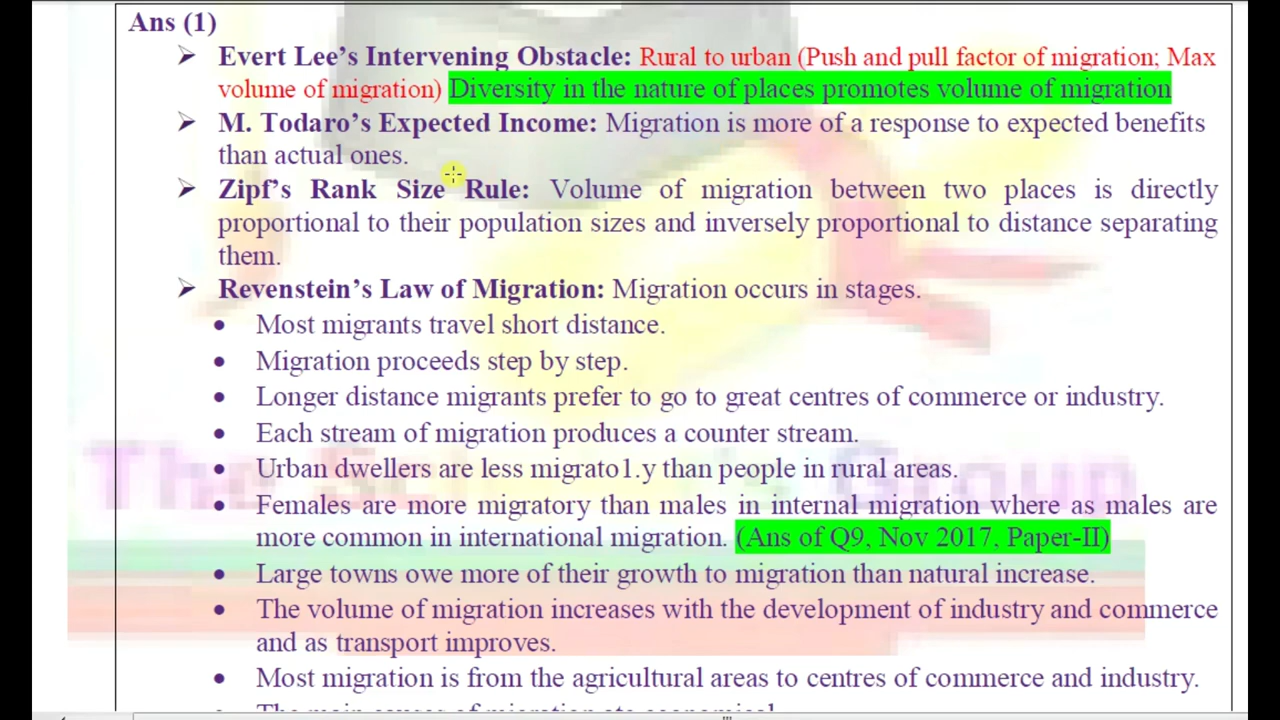 Ans (1)
➢ Evert Lee's Intervening Obstacle: Rural to urban (Push and pull factor of migration; Max
volume of migration) Diversity in the nature of places promotes volume of migration
➢ M. Todaro's Expected Income: Migration is more of a response to expected benefits
than actual ones.
➢ Zipf's Rank Size Rule: Volume of migration between two places is directly
proportional to their population sizes and inversely proportional to distance separating
them.
➢ Revenstein's Law of Migration: Migration occurs in stages.
• Most migrants travel short distance.
• Migration proceeds step by step.
• Longer distance migrants prefer to go to great centres of commerce or industry.
• Each stream of migration produces a counter stream.
• Urban dwellers are less migrato1.y than people in rural areas.
• Females are more migratory than males in internal migration where as males are
more common in international migration. (Ans of Q9, Nov 2017, Paper-II)
• Large towns owe more of their growth to migration than natural increase.
• The volume of migration increases with the development of industry and commerce
and as transport improves.
• Most migration is from the agricultural areas to centres of commerce and industry.
• The main causes of migration ate economical